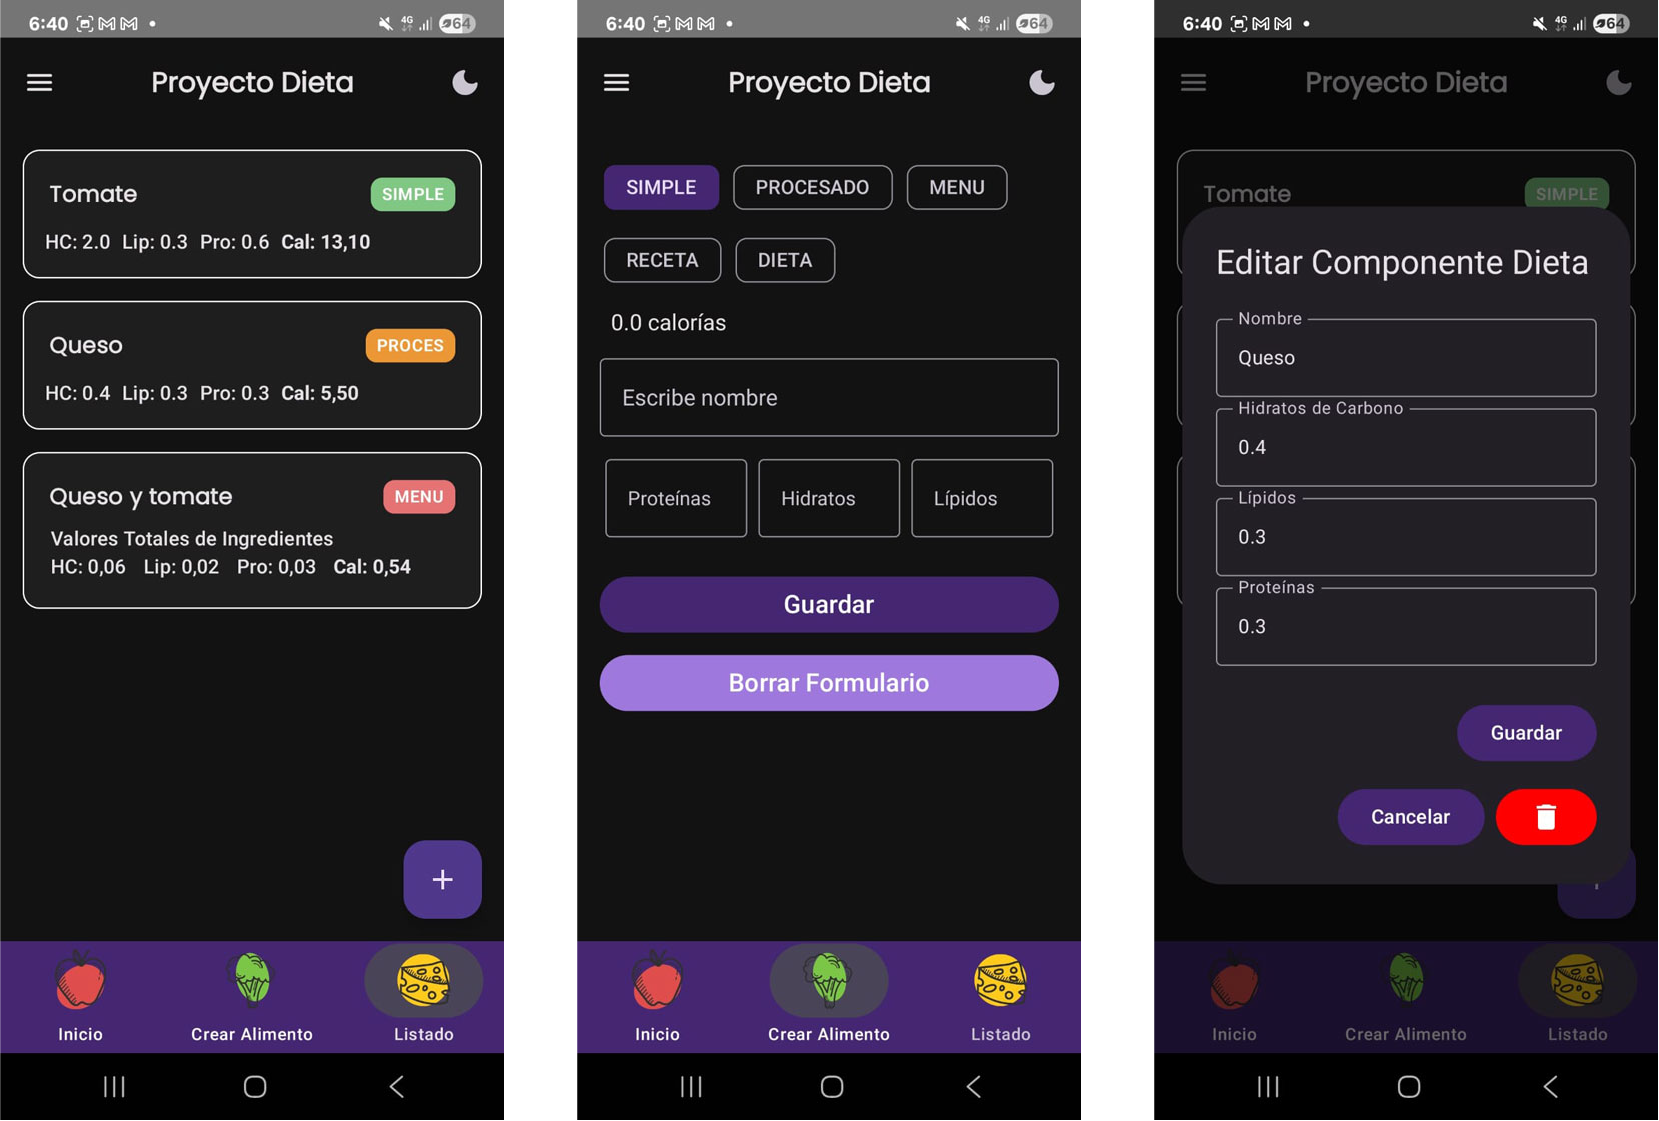 6:40
4G
64
Proyecto Dieta
Tomate
SIMPLE
HC: 2.0 Lip: 0.3 Pro: 0.6 Cal: 13,10
Queso
PROCES
HC: 0.4 Lip: 0.3 Pro: 0.3 Cal: 5,50
Queso y tomate
MENU
Valores Totales de Ingredientes
HC: 0,06 Lip: 0,02 Pro: 0,03 Cal: 0,54
+
Inicio
Crear Alimento
Listado
6:40
4G
64
Proyecto Dieta
SIMPLE
PROCESADO
MENU
RECETA
DIETA
0.0 calorías
Escribe nombre
Proteínas
Hidratos
Lípidos
Guardar
Borrar Formulario
Inicio
Crear Alimento
Listado
6:40
4G
64
Proyecto Dieta
Tomate
SIMPLE
Editar Componente Dieta
Nombre
Queso
Hidratos de Carbono
0.4
Lípidos
0.3
Proteínas
0.3
Guardar
Cancelar
Inicio
Crear Alimento
Listado